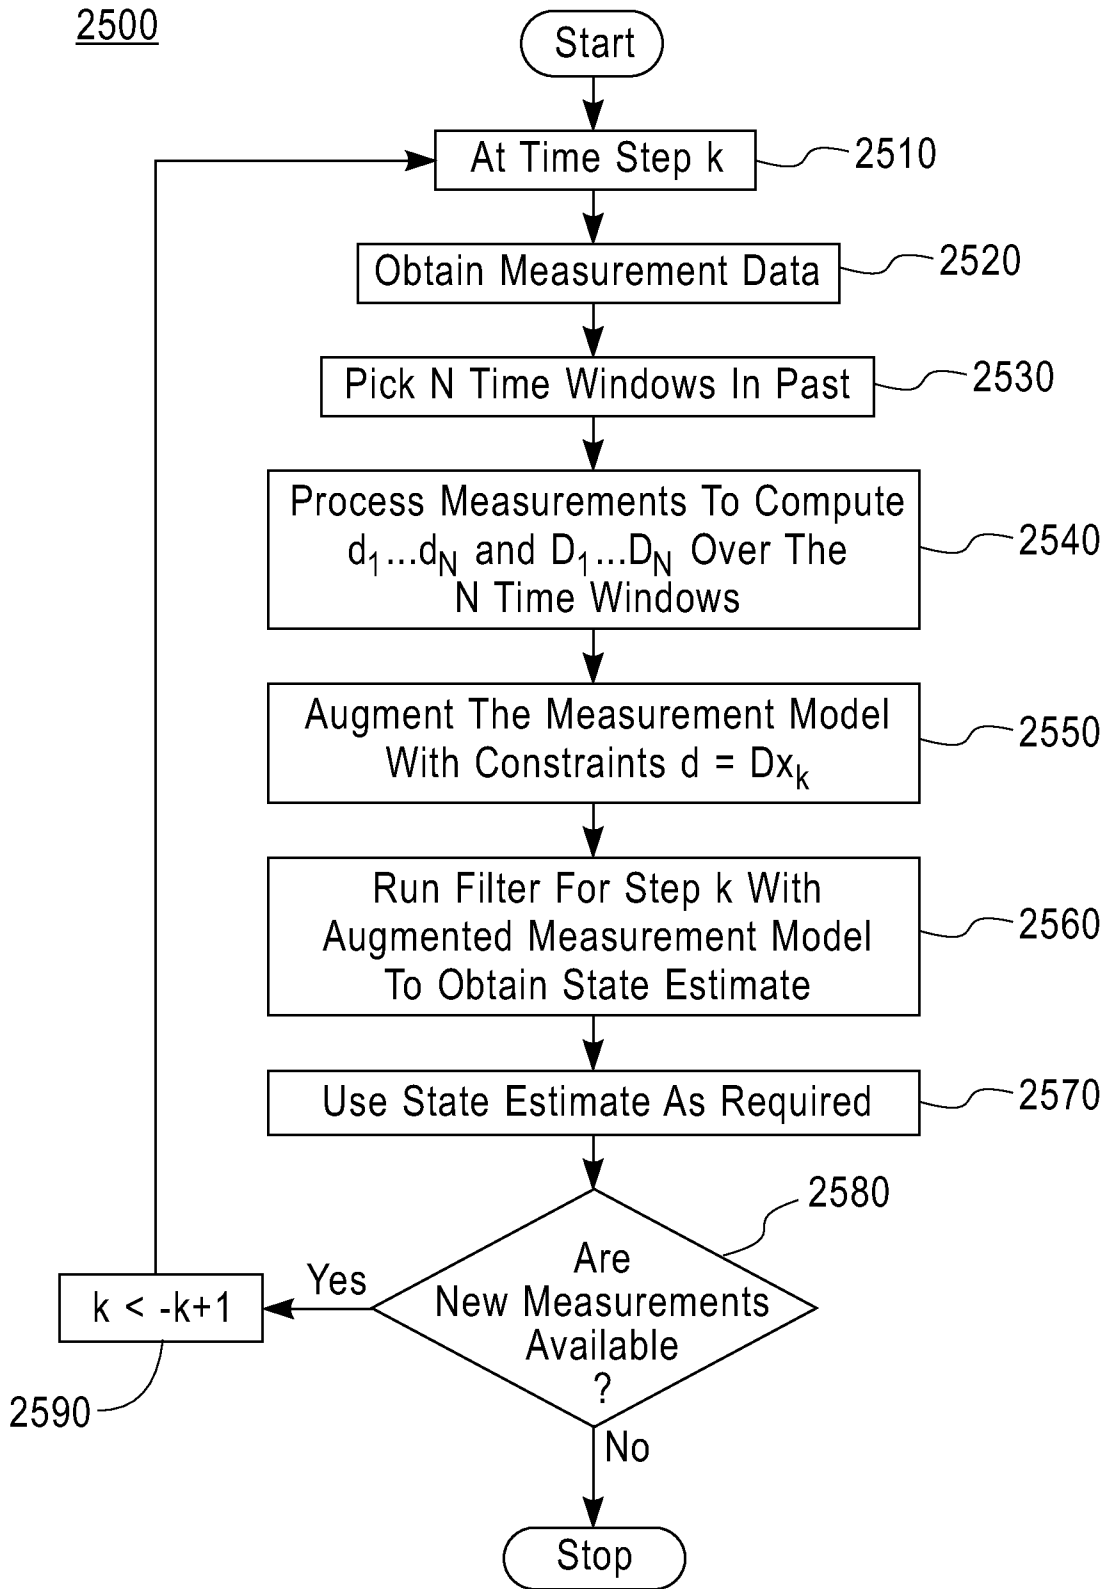 2500
Start
At Time Step k
2510
Obtain Measurement Data
2520
Pick N Time Windows In Past
2530
Process Measurements To Compute
d₁...d_N and D₁...D_N Over The
N Time Windows
2540
Augment The Measurement Model
With Constraints d = Dxₖ
2550
Run Filter For Step k With
Augmented Measurement Model
To Obtain State Estimate
2560
Use State Estimate As Required
2570
2580
Are
New Measurements
Available
?
Yes
k < -k+1
2590
No
Stop